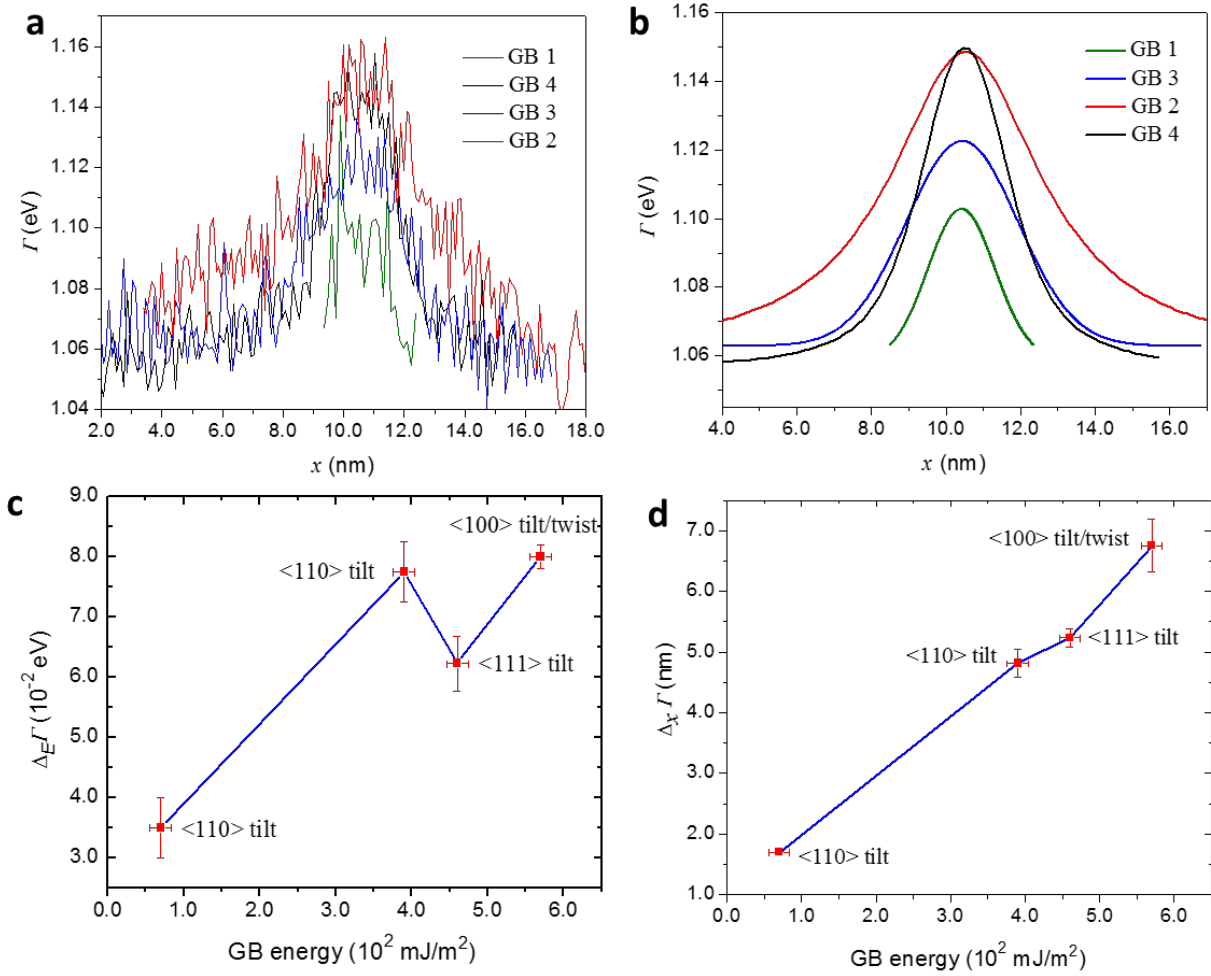 a
1.16
1.14
1.12
1.10
1.08
1.06
1.04
Γ (eV)
GB 1
GB 4
GB 3
GB 2
2.0 4.0 6.0 8.0 10.0 12.0 14.0 16.0 18.0
x (nm)
b
1.16
1.14
1.12
1.10
1.08
1.06
Γ (eV)
GB 1
GB 3
GB 2
GB 4
4.0 6.0 8.0 10.0 12.0 14.0 16.0
x (nm)
c
9.0
8.0
7.0
6.0
5.0
4.0
3.0
Δ_E Γ (10⁻² eV)
<100> tilt/twist
<110> tilt
<111> tilt
<110> tilt
0.0 1.0 2.0 3.0 4.0 5.0 6.0
GB energy (10² mJ/m²)
d
7.0
6.0
5.0
4.0
3.0
2.0
1.0
Δₓ Γ (nm)
<100> tilt/twist
<110> tilt
<111> tilt
<110> tilt
0.0 1.0 2.0 3.0 4.0 5.0 6.0
GB energy (10² mJ/m²)